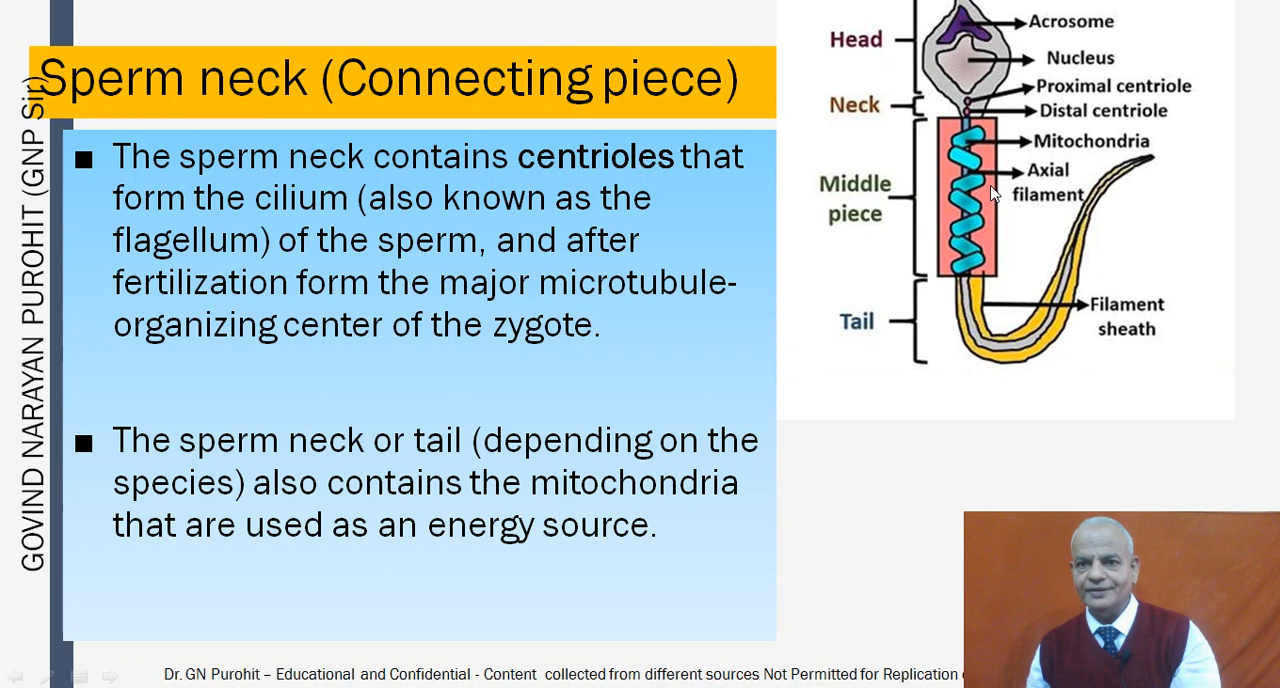 Sperm neck (Connecting piece)
GOVIND NARAYAN PUROHIT (GNP Sir)
■ The sperm neck contains centrioles that
form the cilium (also known as the
flagellum) of the sperm, and after
fertilization form the major microtubule-
organizing center of the zygote.
■ The sperm neck or tail (depending on the
species) also contains the mitochondria
that are used as an energy source.
Head
Neck
Middle
piece
Tail
Acrosome
Nucleus
Proximal centriole
Distal centriole
Mitochondria
Axial
filament
Filament
sheath
Dr. GN Purohit – Educational and Confidential - Content collected from different sources Not Permitted for Replication